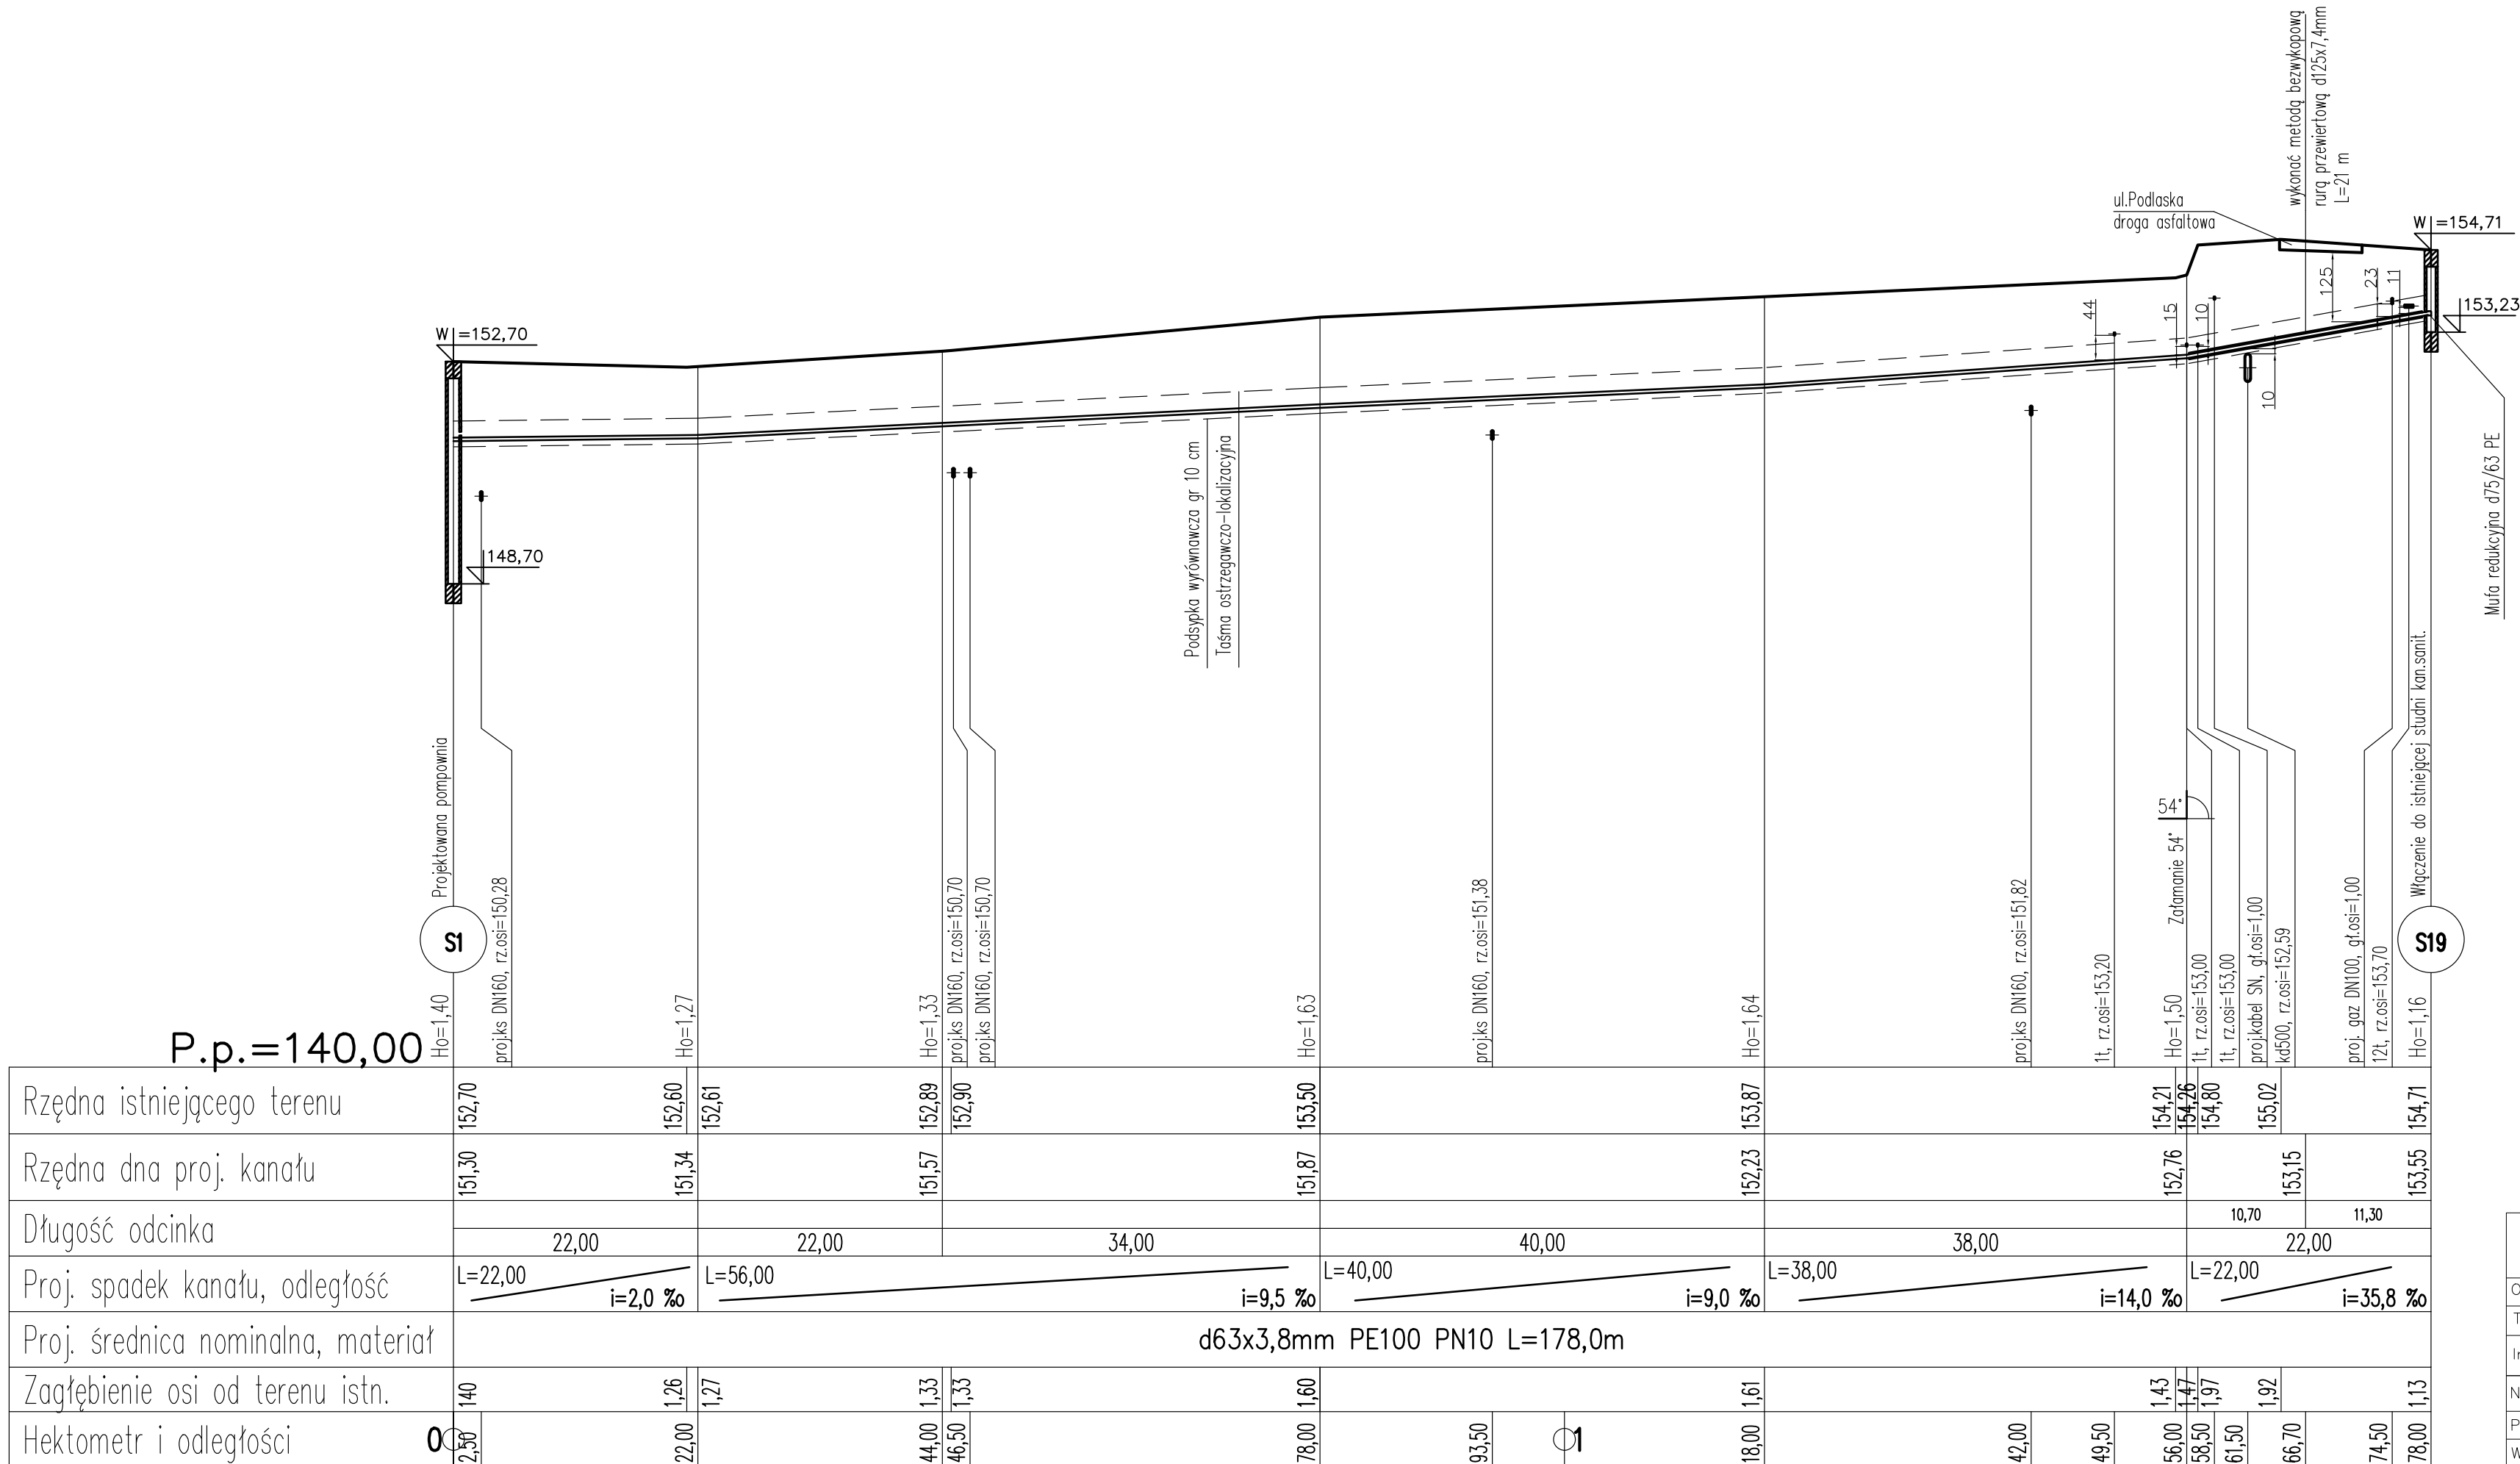 wykonać metodą bezwykopową
rurą przewiertową d125x7,4mm
L=21 m
ul.Podlaska
droga asfaltowa
W =154,71
153,23
125
23
11
44
15
10
10
W =152,70
148,70
Podsypka wyrównawcza gr 10 cm
Taśma ostrzegawczo-lokalizacyjna
Mufa redukcyjna d75/63 PE
Projektowana pompownia
Włączenie do istniejącej studni kan.sanit.
54°
Załamanie 54°
S1
S19
P.p.=140,00
Ho=1,40
proj.ks DN160, rz.osi=150,28
Ho=1,27
Ho=1,33
proj.ks DN160, rz.osi=150,70
proj.ks DN160, rz.osi=150,70
Ho=1,63
proj.ks DN160, rz.osi=151,38
Ho=1,64
proj.ks DN160, rz.osi=151,82
1t, rz.osi=153,20
Ho=1,50
1t, rz.osi=153,00
1t, rz.osi=153,00
proj.kabel SN, gł.osi=1,00
kd500, rz.osi=152,59
proj. gaz DN100, gł.osi=1,00
12t, rz.osi=153,70
Ho=1,16
Rzędna istniejącego terenu
152,70 152,60 152,61 152,89 152,90 153,50 153,87 154,21 154,26 154,80 155,02 154,71
Rzędna dna proj. kanału
151,30 151,34 151,57 151,87 152,23 152,76 153,15 153,55
Długość odcinka
10,70 11,30
22,00 22,00 34,00 40,00 38,00 22,00
Proj. spadek kanału, odległość
L=22,00 L=56,00 L=40,00 L=38,00 L=22,00
i=2,0 ‰ i=9,5 ‰ i=9,0 ‰ i=14,0 ‰ i=35,8 ‰
Proj. średnica nominalna, materiał
d63x3,8mm PE100 PN10 L=178,0m
Zagłębienie osi od terenu istn.
140 1,26 1,27 1,33 1,33 1,60 1,61 1,43 1,47 1,97 1,92 1,13
Hektometr i odległości
0 2,50 22,00 44,00 46,50 78,00 93,50 1 18,00 42,00 49,50 56,00 58,50 61,50 66,70 74,50 78,00